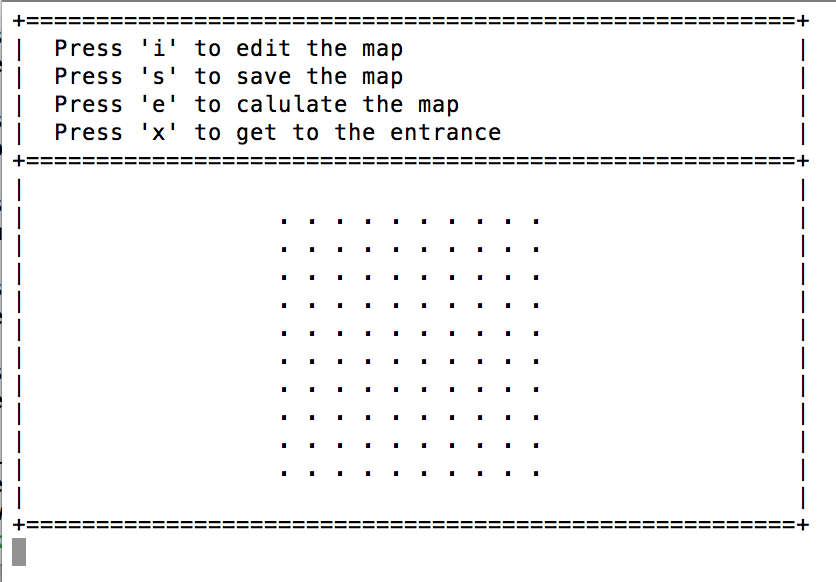 +=======================================================+
|  Press 'i' to edit the map                            |
|  Press 's' to save the map                            |
|  Press 'e' to calulate the map                        |
|  Press 'x' to get to the entrance                     |
+=======================================================+
|                                                       |
|                  . . . . . . . . . .                  |
|                  . . . . . . . . . .                  |
|                  . . . . . . . . . .                  |
|                  . . . . . . . . . .                  |
|                  . . . . . . . . . .                  |
|                  . . . . . . . . . .                  |
|                  . . . . . . . . . .                  |
|                  . . . . . . . . . .                  |
|                  . . . . . . . . . .                  |
|                  . . . . . . . . . .                  |
|                                                       |
+=======================================================+